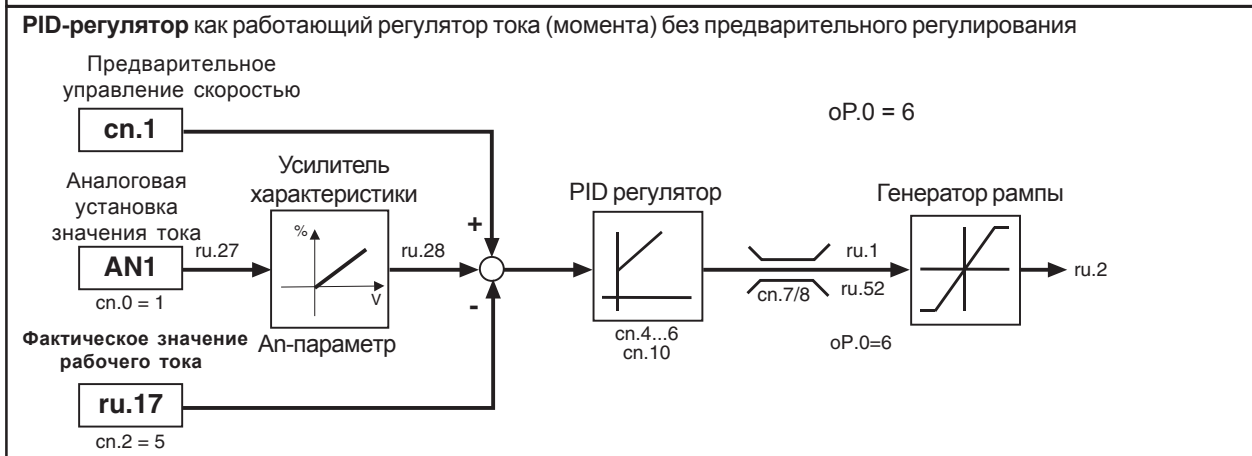 PID-регулятор как работающий регулятор тока (момента) без предварительного регулирования
Предварительное
управление скоростью
cn.1
oP.0 = 6
Аналоговая
установка
значения тока
AN1
cn.0 = 1
ru.27
Усилитель
характеристики
%
V
An-параметр
ru.28
+
-
PID регулятор
cn.4...6
cn.10
ru.1
cn.7/8
ru.52
Генератор рампы
oP.0=6
ru.2
Фактическое значение
рабочего тока
ru.17
cn.2 = 5